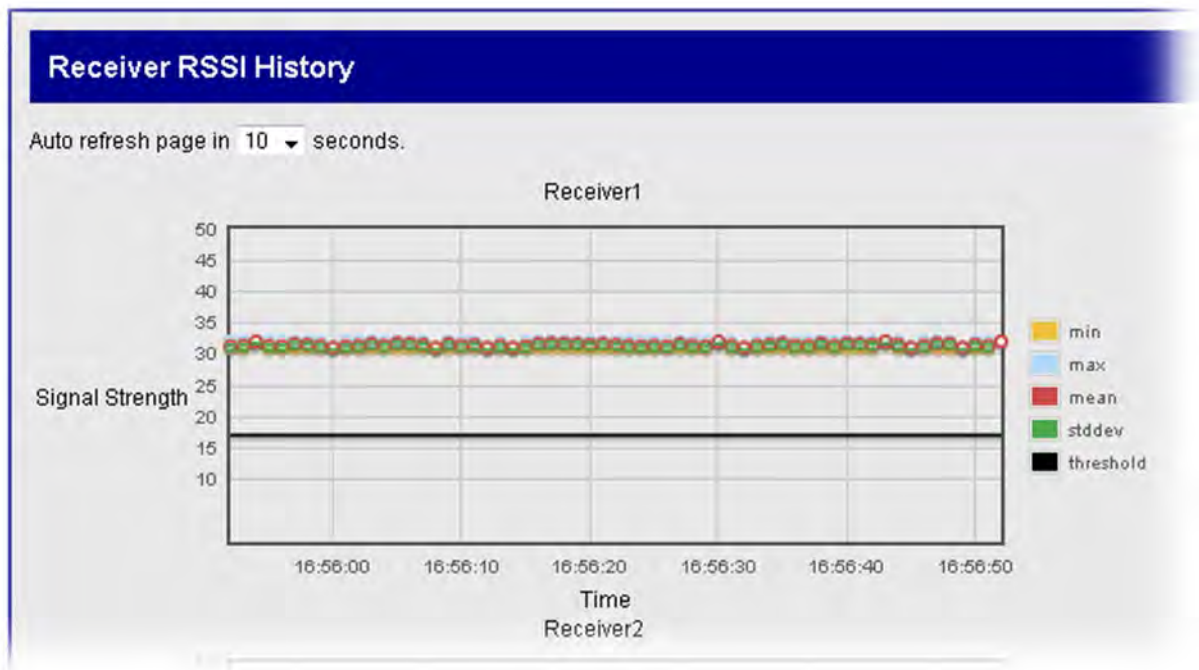 Receiver RSSI History
Auto refresh page in 10 seconds.
Receiver1
50
45
40
35
30
25
20
15
10
Signal Strength
min
max
mean
stddev
threshold
16:56:00 16:56:10 16:56:20 16:56:30 16:56:40 16:56:50
Time
Receiver2